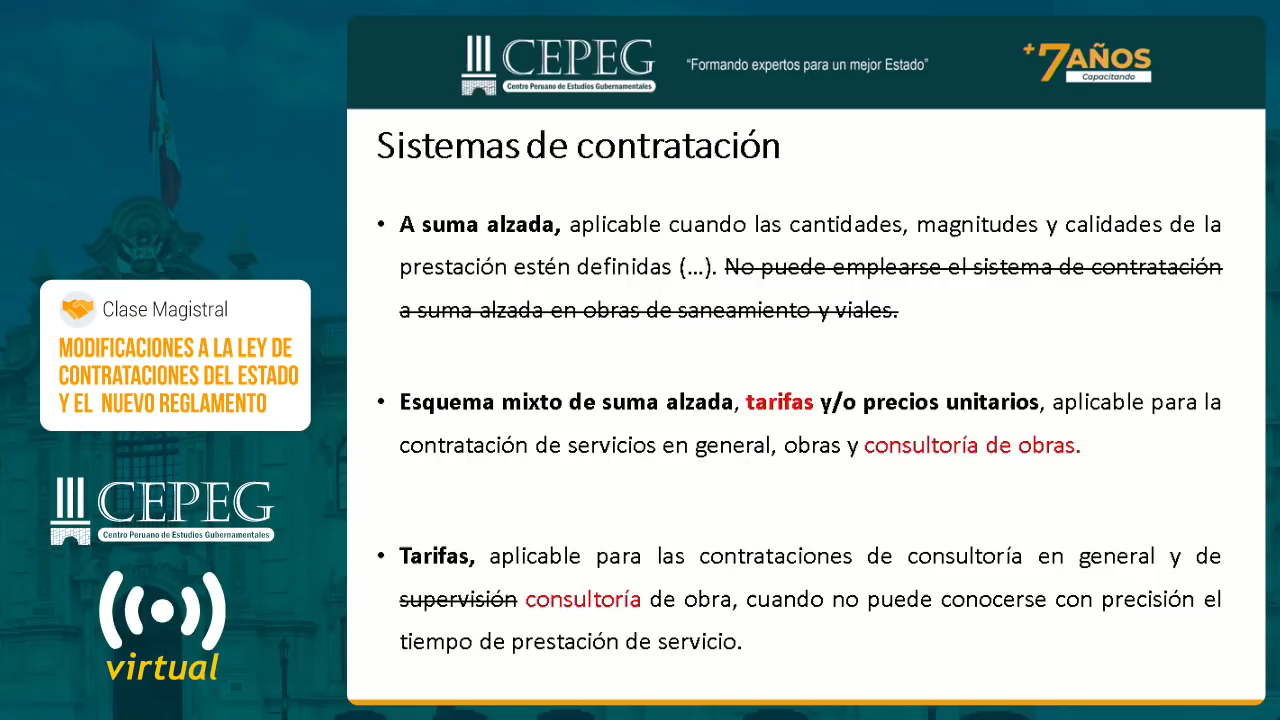 CEPEG
Centro Peruano de Estudios Gubernamentales
"Formando expertos para un mejor Estado"
+7 AÑOS
Capacitando
Sistemas de contratación
• A suma alzada, aplicable cuando las cantidades, magnitudes y calidades de la
prestación estén definidas (...). No puede emplearse el sistema de contratación
a suma alzada en obras de saneamiento y viales.
• Esquema mixto de suma alzada, tarifas y/o precios unitarios, aplicable para la
contratación de servicios en general, obras y consultoría de obras.
• Tarifas, aplicable para las contrataciones de consultoría en general y de
supervisión consultoría de obra, cuando no puede conocerse con precisión el
tiempo de prestación de servicio.
Clase Magistral
MODIFICACIONES A LA LEY DE
CONTRATACIONES DEL ESTADO
Y EL NUEVO REGLAMENTO
CEPEG
Centro Peruano de Estudios Gubernamentales
virtual